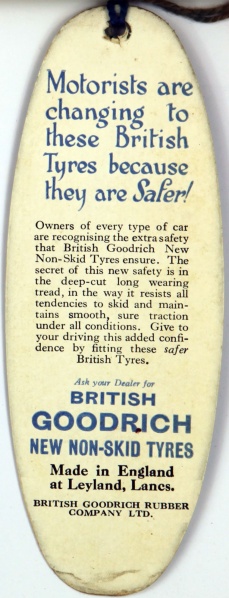 Motorists are
changing to
these British
Tyres because
they are Safer!
Owners of every type of car
are recognising the extra safety
that British Goodrich New
Non-Skid Tyres ensure. The
secret of this new safety is in
the deep-cut long wearing
tread, in the way it resists all
tendencies to skid and main-
tains smooth, sure traction
under all conditions. Give to
your driving this added confi-
dence by fitting these safer
British Tyres.
Ask your Dealer for
BRITISH
GOODRICH
NEW NON-SKID TYRES
Made in England
at Leyland, Lancs.
BRITISH GOODRICH RUBBER
COMPANY LTD.